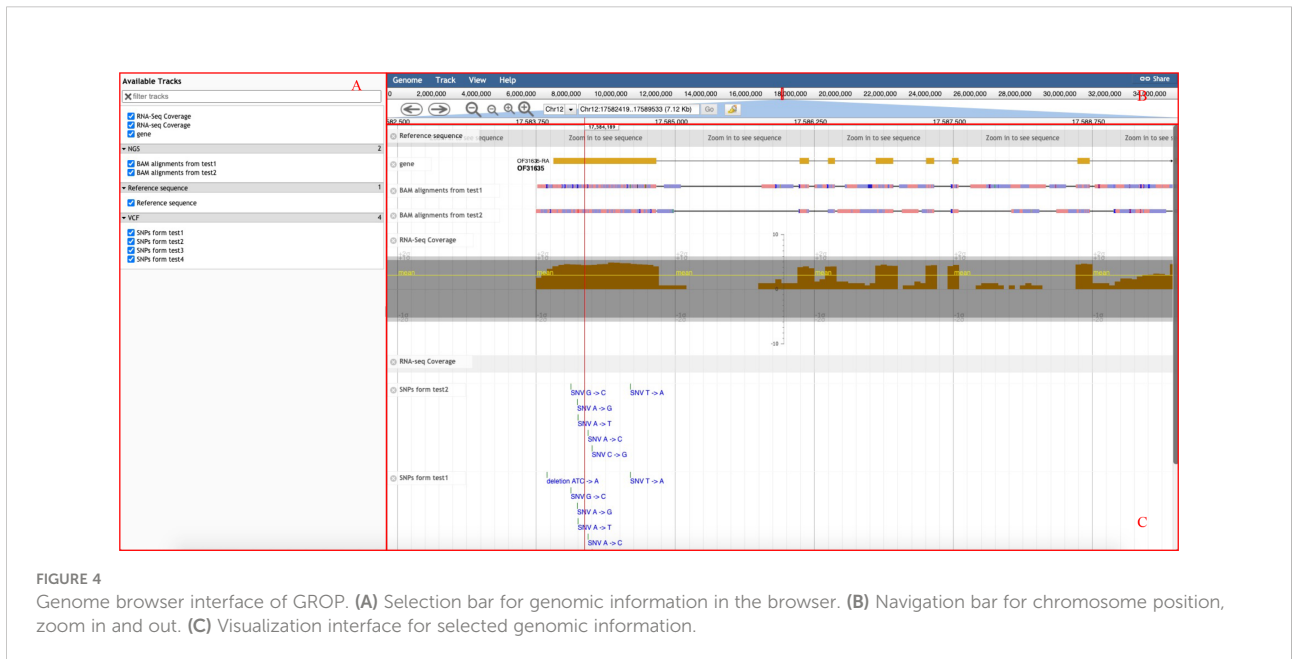 Available Tracks
A
filter tracks
RNA-Seq Coverage
RNA-seq Coverage
gene
NGS 2
BAM alignments from test1
BAM alignments from test2
Reference sequence 1
Reference sequence
VCF 4
SNPs form test1
SNPs form test2
SNPs form test3
SNPs form test4
Genome Track View Help Share
0 2,000,000 4,000,000 6,000,000 8,000,000 10,000,000 12,000,000 14,000,000 16,000,000 18,000,000 20,000,000 22,000,000 24,000,000 26,000,000 28,000,000 30,000,000 32,000,000 34,000,000
B
Chr12 Chr12:17582419..17589533 (7.12 Kb) Go
582,500 17,583,750 17,585,000 17,586,250 17,587,500 17,588,750
17,584,189
Reference sequence see sequence Zoom in to see sequence Zoom in to see sequence Zoom in to see sequence Zoom in to see sequence Zoom in to see s
gene OF31635-RA
OF31635
BAM alignments from test1
BAM alignments from test2
RNA-Seq Coverage
10
mean mean mean mean mean mean
0
-10
RNA-seq Coverage
SNPs form test2
SNV G -> C SNV T -> A
SNV A -> G
SNV A -> T
SNV A -> C
SNV C -> G
SNPs form test1
deletion ATC -> A SNV T -> A
SNV G -> C
SNV A -> G
SNV A -> T
SNV A -> C
C
FIGURE 4
Genome browser interface of GROP. (A) Selection bar for genomic information in the browser. (B) Navigation bar for chromosome position,
zoom in and out. (C) Visualization interface for selected genomic information.